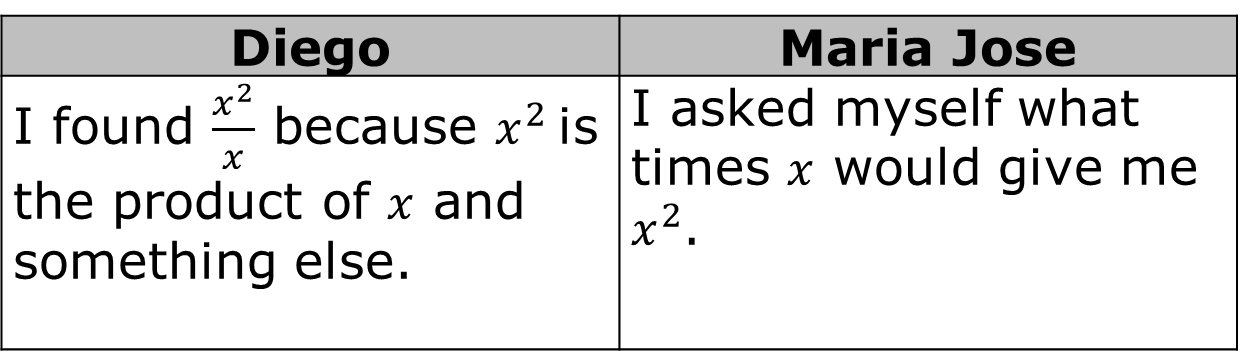 Diego
Maria Jose
I found x²/x because x² is
the product of x and
something else.
I asked myself what
times x would give me
x².